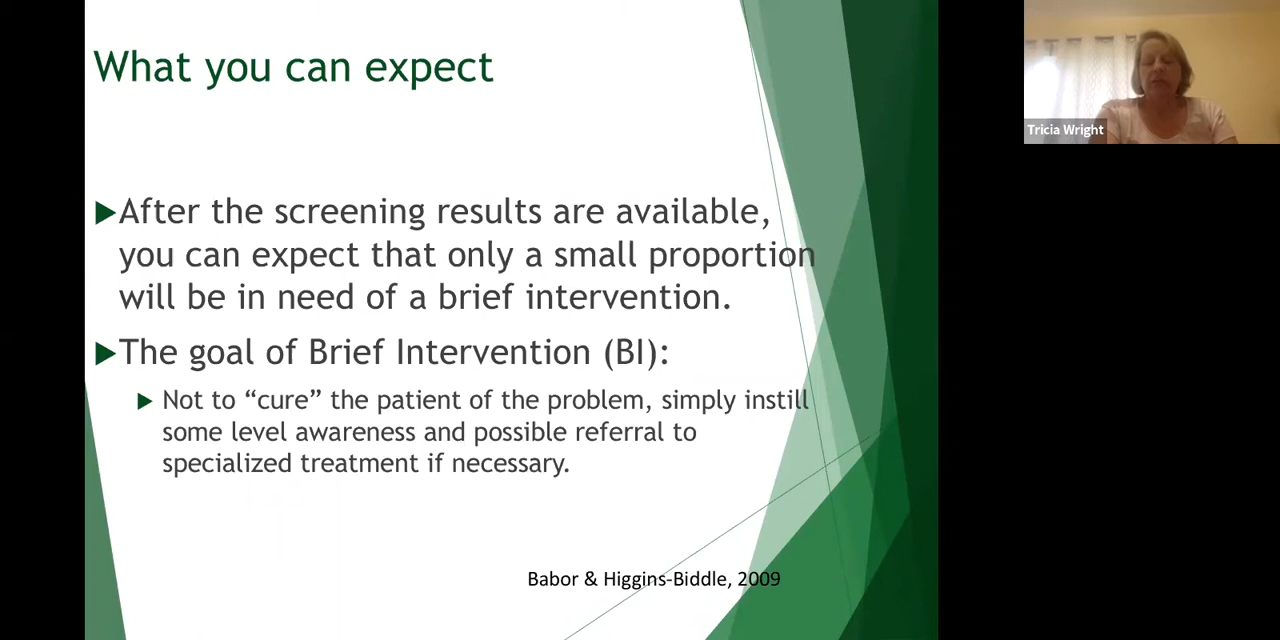 What you can expect
After the screening results are available,
you can expect that only a small proportion
will be in need of a brief intervention.
The goal of Brief Intervention (BI):
Not to “cure” the patient of the problem, simply instill
some level awareness and possible referral to
specialized treatment if necessary.
Babor & Higgins-Biddle, 2009
Tricia Wright